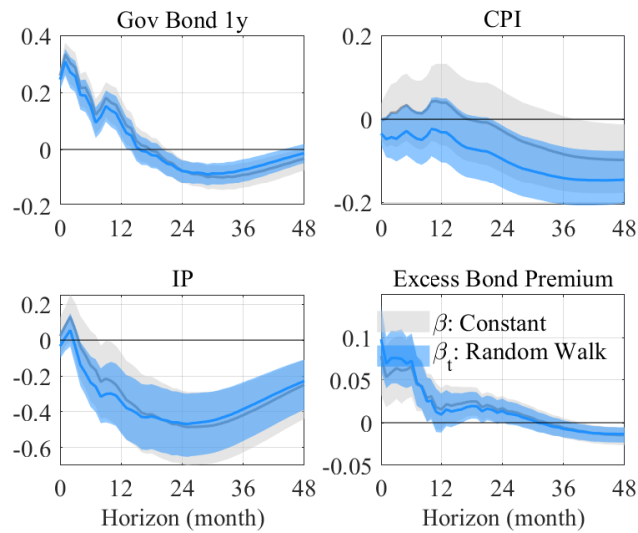 Gov Bond 1y
CPI
0.4
0.2
0
-0.2
0 12 24 36 48
0.2
0
-0.2
0 12 24 36 48
IP
Excess Bond Premium
0.2
0
-0.2
-0.4
-0.6
0 12 24 36 48
Horizon (month)
0.1
0.05
0
-0.05
0 12 24 36 48
Horizon (month)
β: Constant
βt: Random Walk